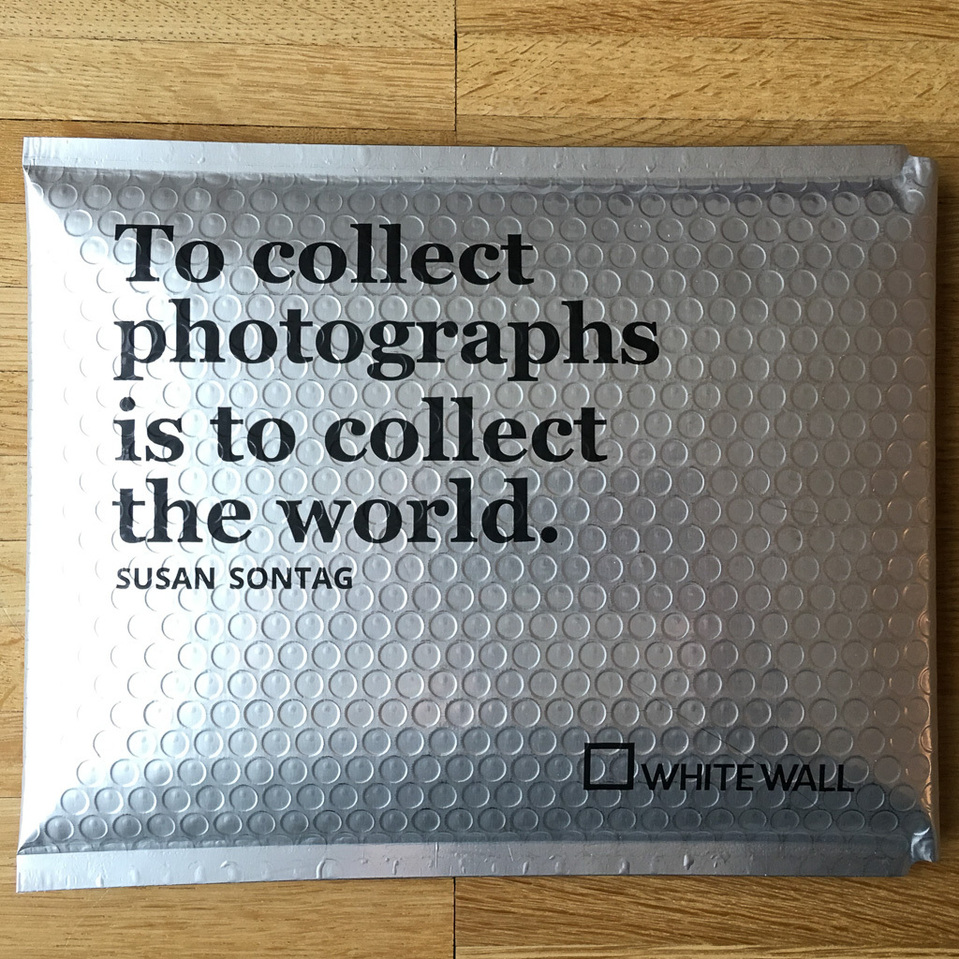 To collect
photographs
is to collect
the world.
SUSAN SONTAG
WHITE WALL